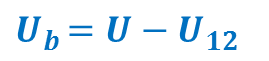 U_b = U − U_12